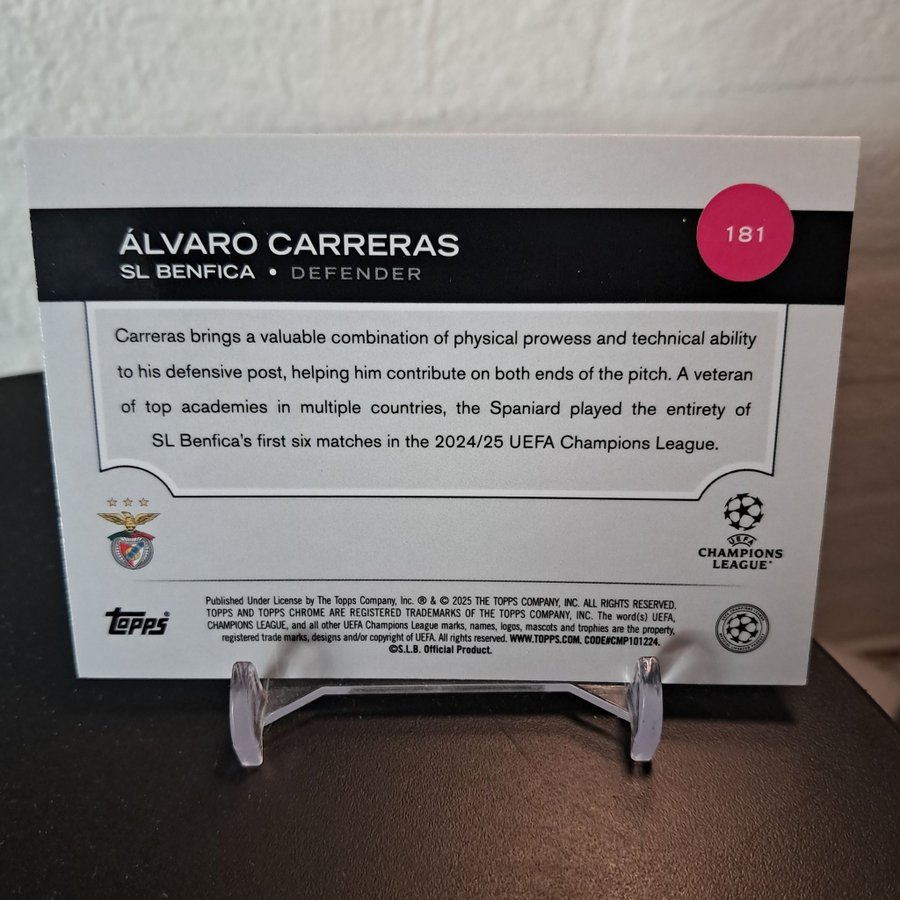 ÁLVARO CARRERAS
SL BENFICA • DEFENDER
181
Carreras brings a valuable combination of physical prowess and technical ability
to his defensive post, helping him contribute on both ends of the pitch. A veteran
of top academies in multiple countries, the Spaniard played the entirety of
SL Benfica's first six matches in the 2024/25 UEFA Champions League.
UEFA
CHAMPIONS
LEAGUE
topps®
Published Under License by The Topps Company, Inc. ® & © 2025 THE TOPPS COMPANY, INC. ALL RIGHTS RESERVED.
TOPPS AND TOPPS CHROME ARE REGISTERED TRADEMARKS OF THE TOPPS COMPANY, INC. The word(s) UEFA,
CHAMPIONS LEAGUE, and all other UEFA Champions League marks, names, logos, mascots and trophies are the property,
registered trade marks, designs and/or copyright of UEFA. All rights reserved. WWW.TOPPS.COM. CODE#CMP101224.
©S.L.B. Official Product.